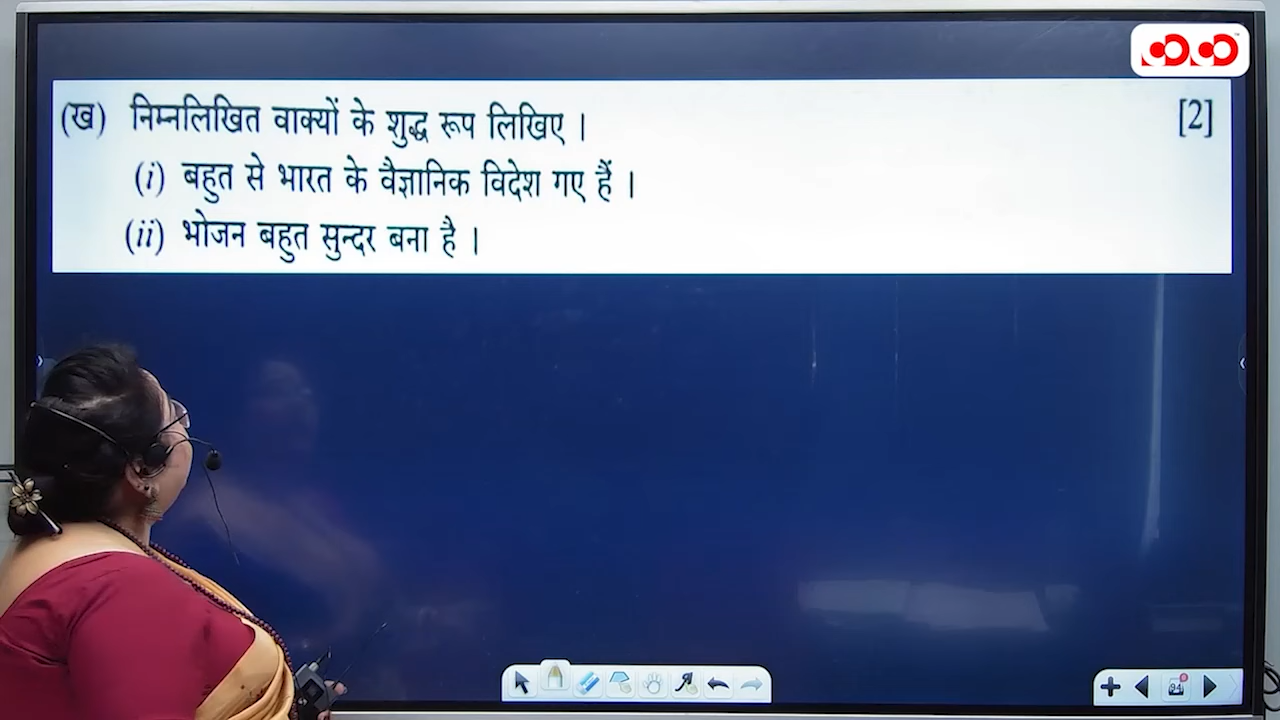 (ख) निम्नलिखित वाक्यों के शुद्ध रूप लिखिए । [2]
(i) बहुत से भारत के वैज्ञानिक विदेश गए हैं ।
(ii) भोजन बहुत सुन्दर बना है ।